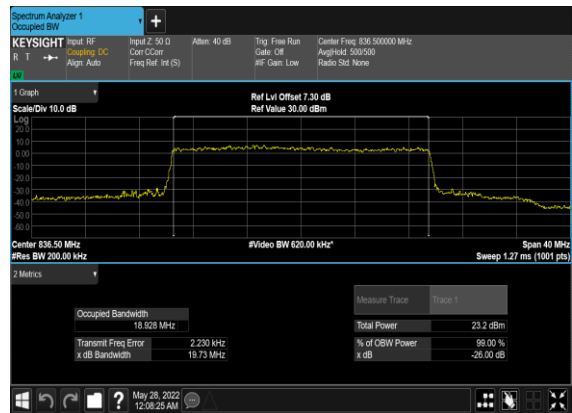 Spectrum Analyzer 1
Occupied BW
KEYSIGHT Input: RF Input Z: 50 Ω Atten: 40 dB Trig: Free Run Center Freq: 836.500000 MHz
R T Coupling: DC Corr CCorr Gate: Off Avg|Hold: 500/500
Align: Auto Freq Ref: Int (S) #IF Gain: Low Radio Std: None
1 Graph
Ref Lvl Offset 7.30 dB
Scale/Div 10.0 dB Ref Value 30.00 dBm
Log
20.0
10.0
0.00
-10.0
-20.0
-30.0
-40.0
-50.0
-60.0
Center 836.50 MHz #Video BW 620.00 kHz* Span 40 MHz
#Res BW 200.00 kHz Sweep 1.27 ms (1001 pts)
2 Metrics
Measure Trace Trace 1
Occupied Bandwidth
18.928 MHz Total Power 23.2 dBm
Transmit Freq Error 2.230 kHz % of OBW Power 99.00 %
x dB Bandwidth 19.73 MHz x dB -26.00 dB
May 28, 2022
12:08:25 AM